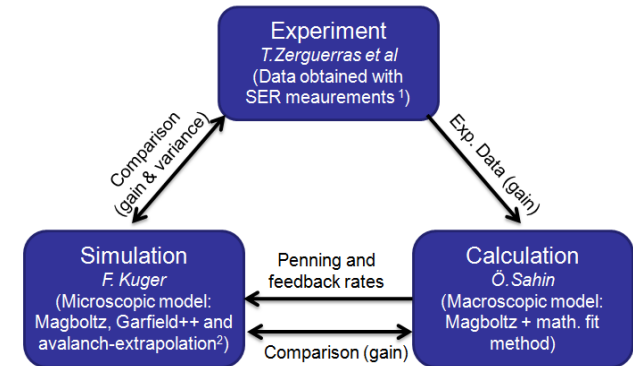 Experiment
T.Zerguerras et al
(Data obtained with
SER meaurements ¹)
Comparison
(gain & variance)
Exp. Data (gain)
Simulation
F. Kuger
(Microscopic model:
Magboltz, Garfield++ and
avalanch-extrapolation²)
Penning and
feedback rates
Comparison (gain)
Calculation
Ö.Sahin
(Macroscopic model:
Magboltz + math. fit
method)